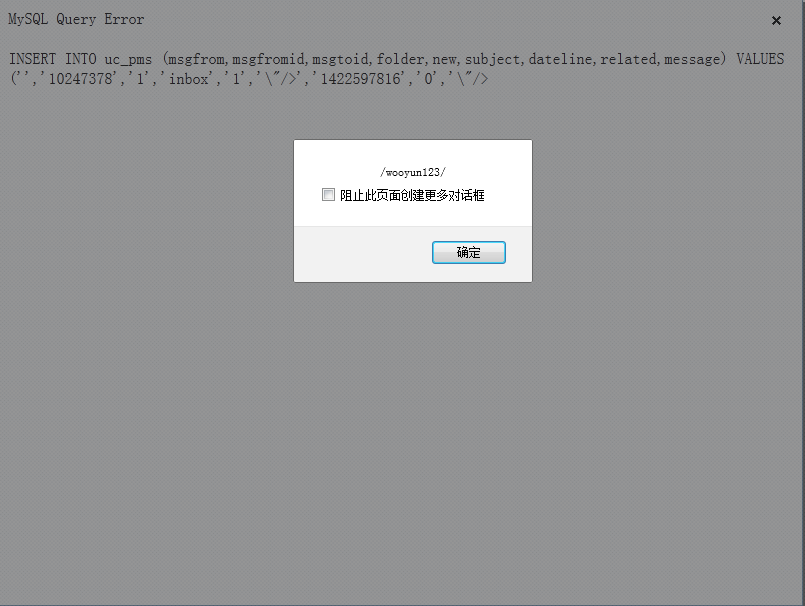 MySQL Query Error
INSERT INTO uc_pms (msgfrom,msgfromid,msgtoid,folder,new,subject,dateline,related,message) VALUES
('','10247378','1','inbox','1','\"/>','1422597816','0','\"/>
/wooyun123/
阻止此页面创建更多对话框
确定